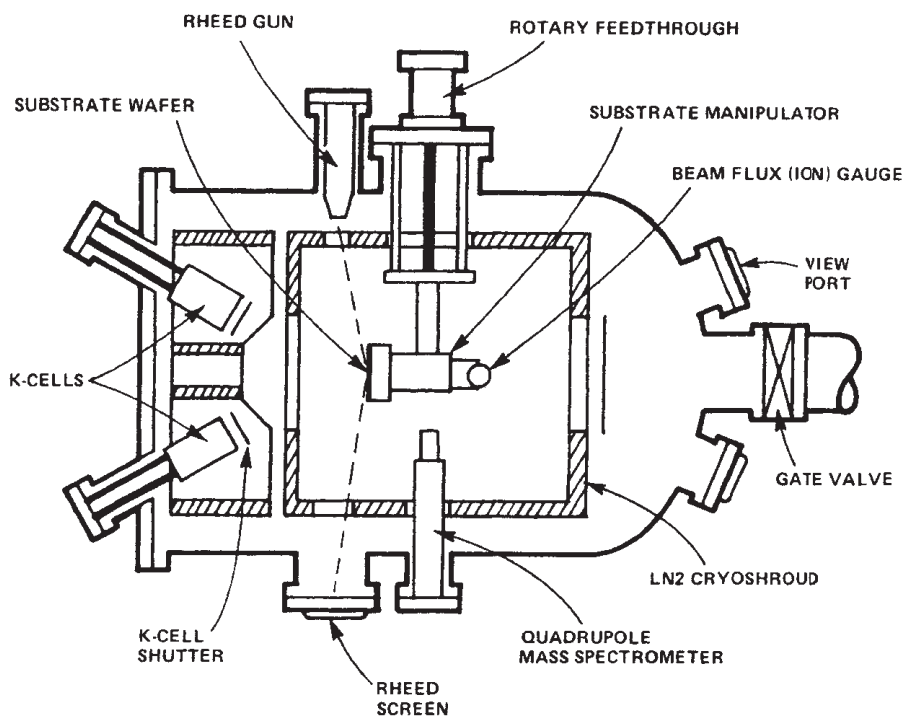 RHEED GUN
ROTARY FEEDTHROUGH
SUBSTRATE WAFER
SUBSTRATE MANIPULATOR
BEAM FLUX (ION) GAUGE
VIEW
PORT
K-CELLS
GATE VALVE
LN2 CRYOSHROUD
K-CELL
SHUTTER
QUADRUPOLE
MASS SPECTROMETER
RHEED
SCREEN